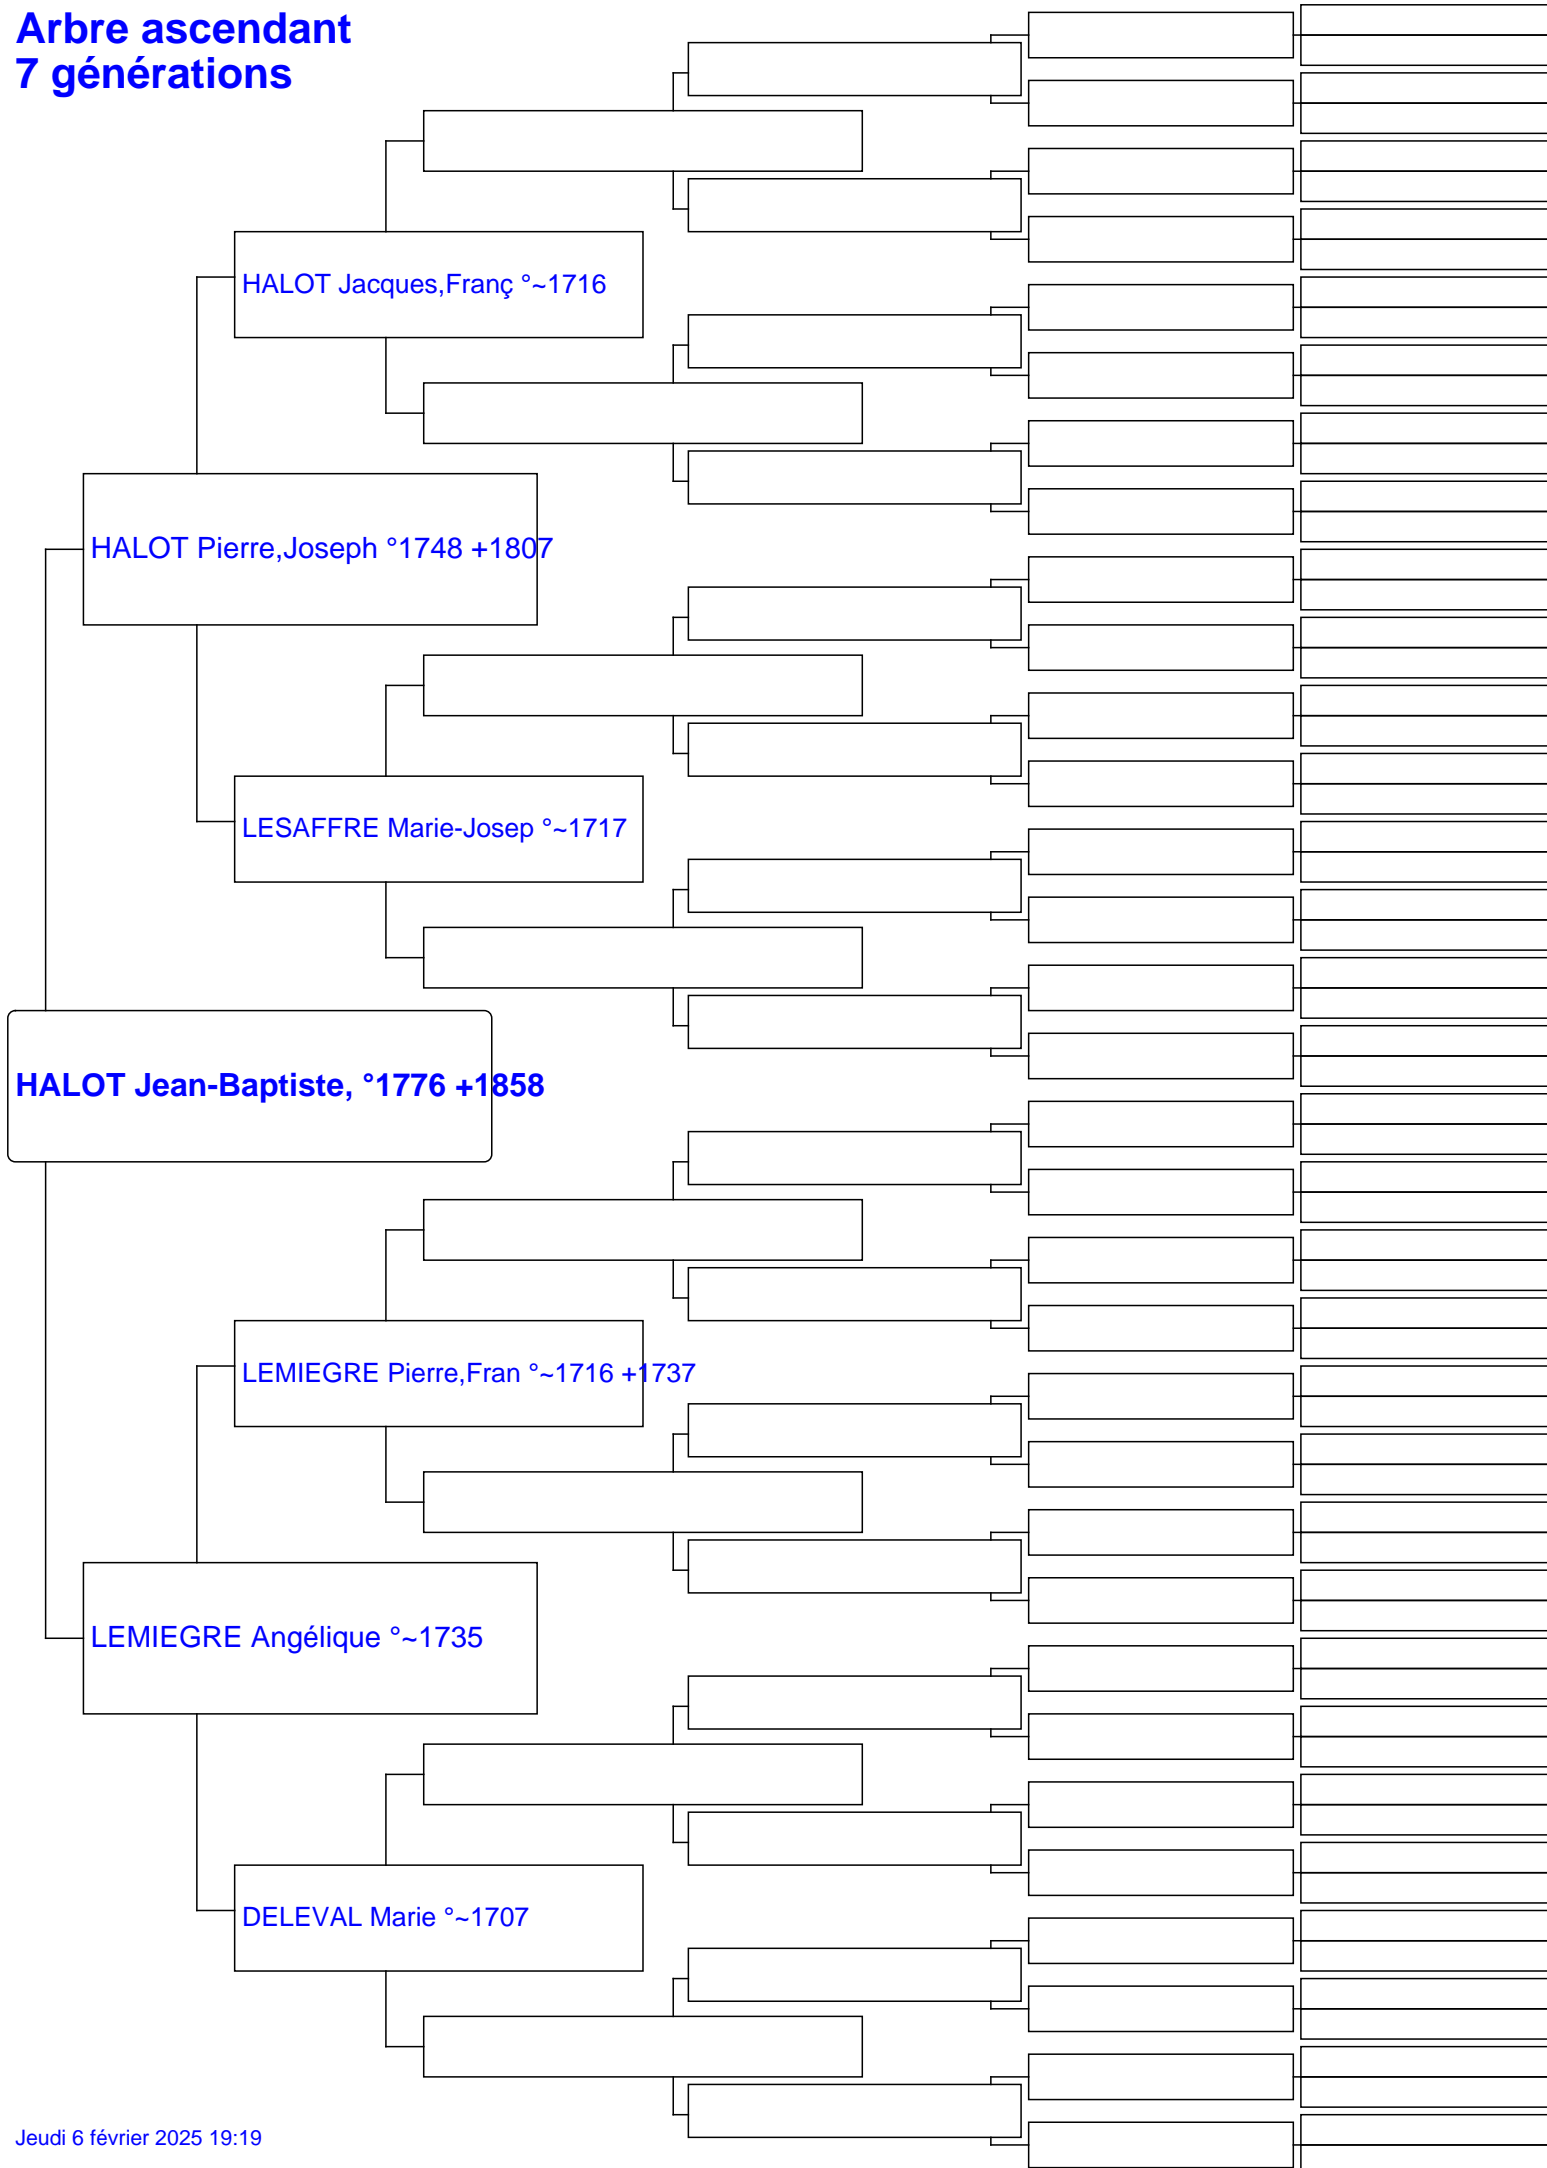 Arbre ascendant
7 générations
HALOT Jacques,Franç °~1716
HALOT Pierre,Joseph °1748 +1807
LESAFFRE Marie-Josep °~1717
HALOT Jean-Baptiste, °1776 +1858
LEMIEGRE Pierre,Fran °~1716 +1737
LEMIEGRE Angélique °~1735
DELEVAL Marie °~1707
Jeudi 6 février 2025 19:19